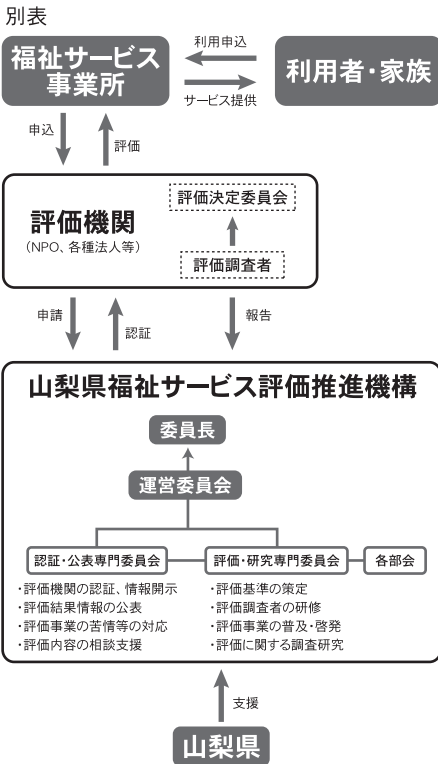 別表
福祉サービス
事業所
利用申込
サービス提供
利用者・家族
申込
評価
評価機関
（NPO、各種法人等）
評価決定委員会
評価調査者
申請
認証
報告
山梨県福祉サービス評価推進機構
委員長
運営委員会
認証・公表専門委員会
評価・研究専門委員会
各部会
・評価機関の認証、情報開示
・評価結果情報の公表
・評価事業の苦情等の対応
・評価内容の相談支援
・評価基準の策定
・評価調査者の研修
・評価事業の普及・啓発
・評価に関する調査研究
支援
山梨県